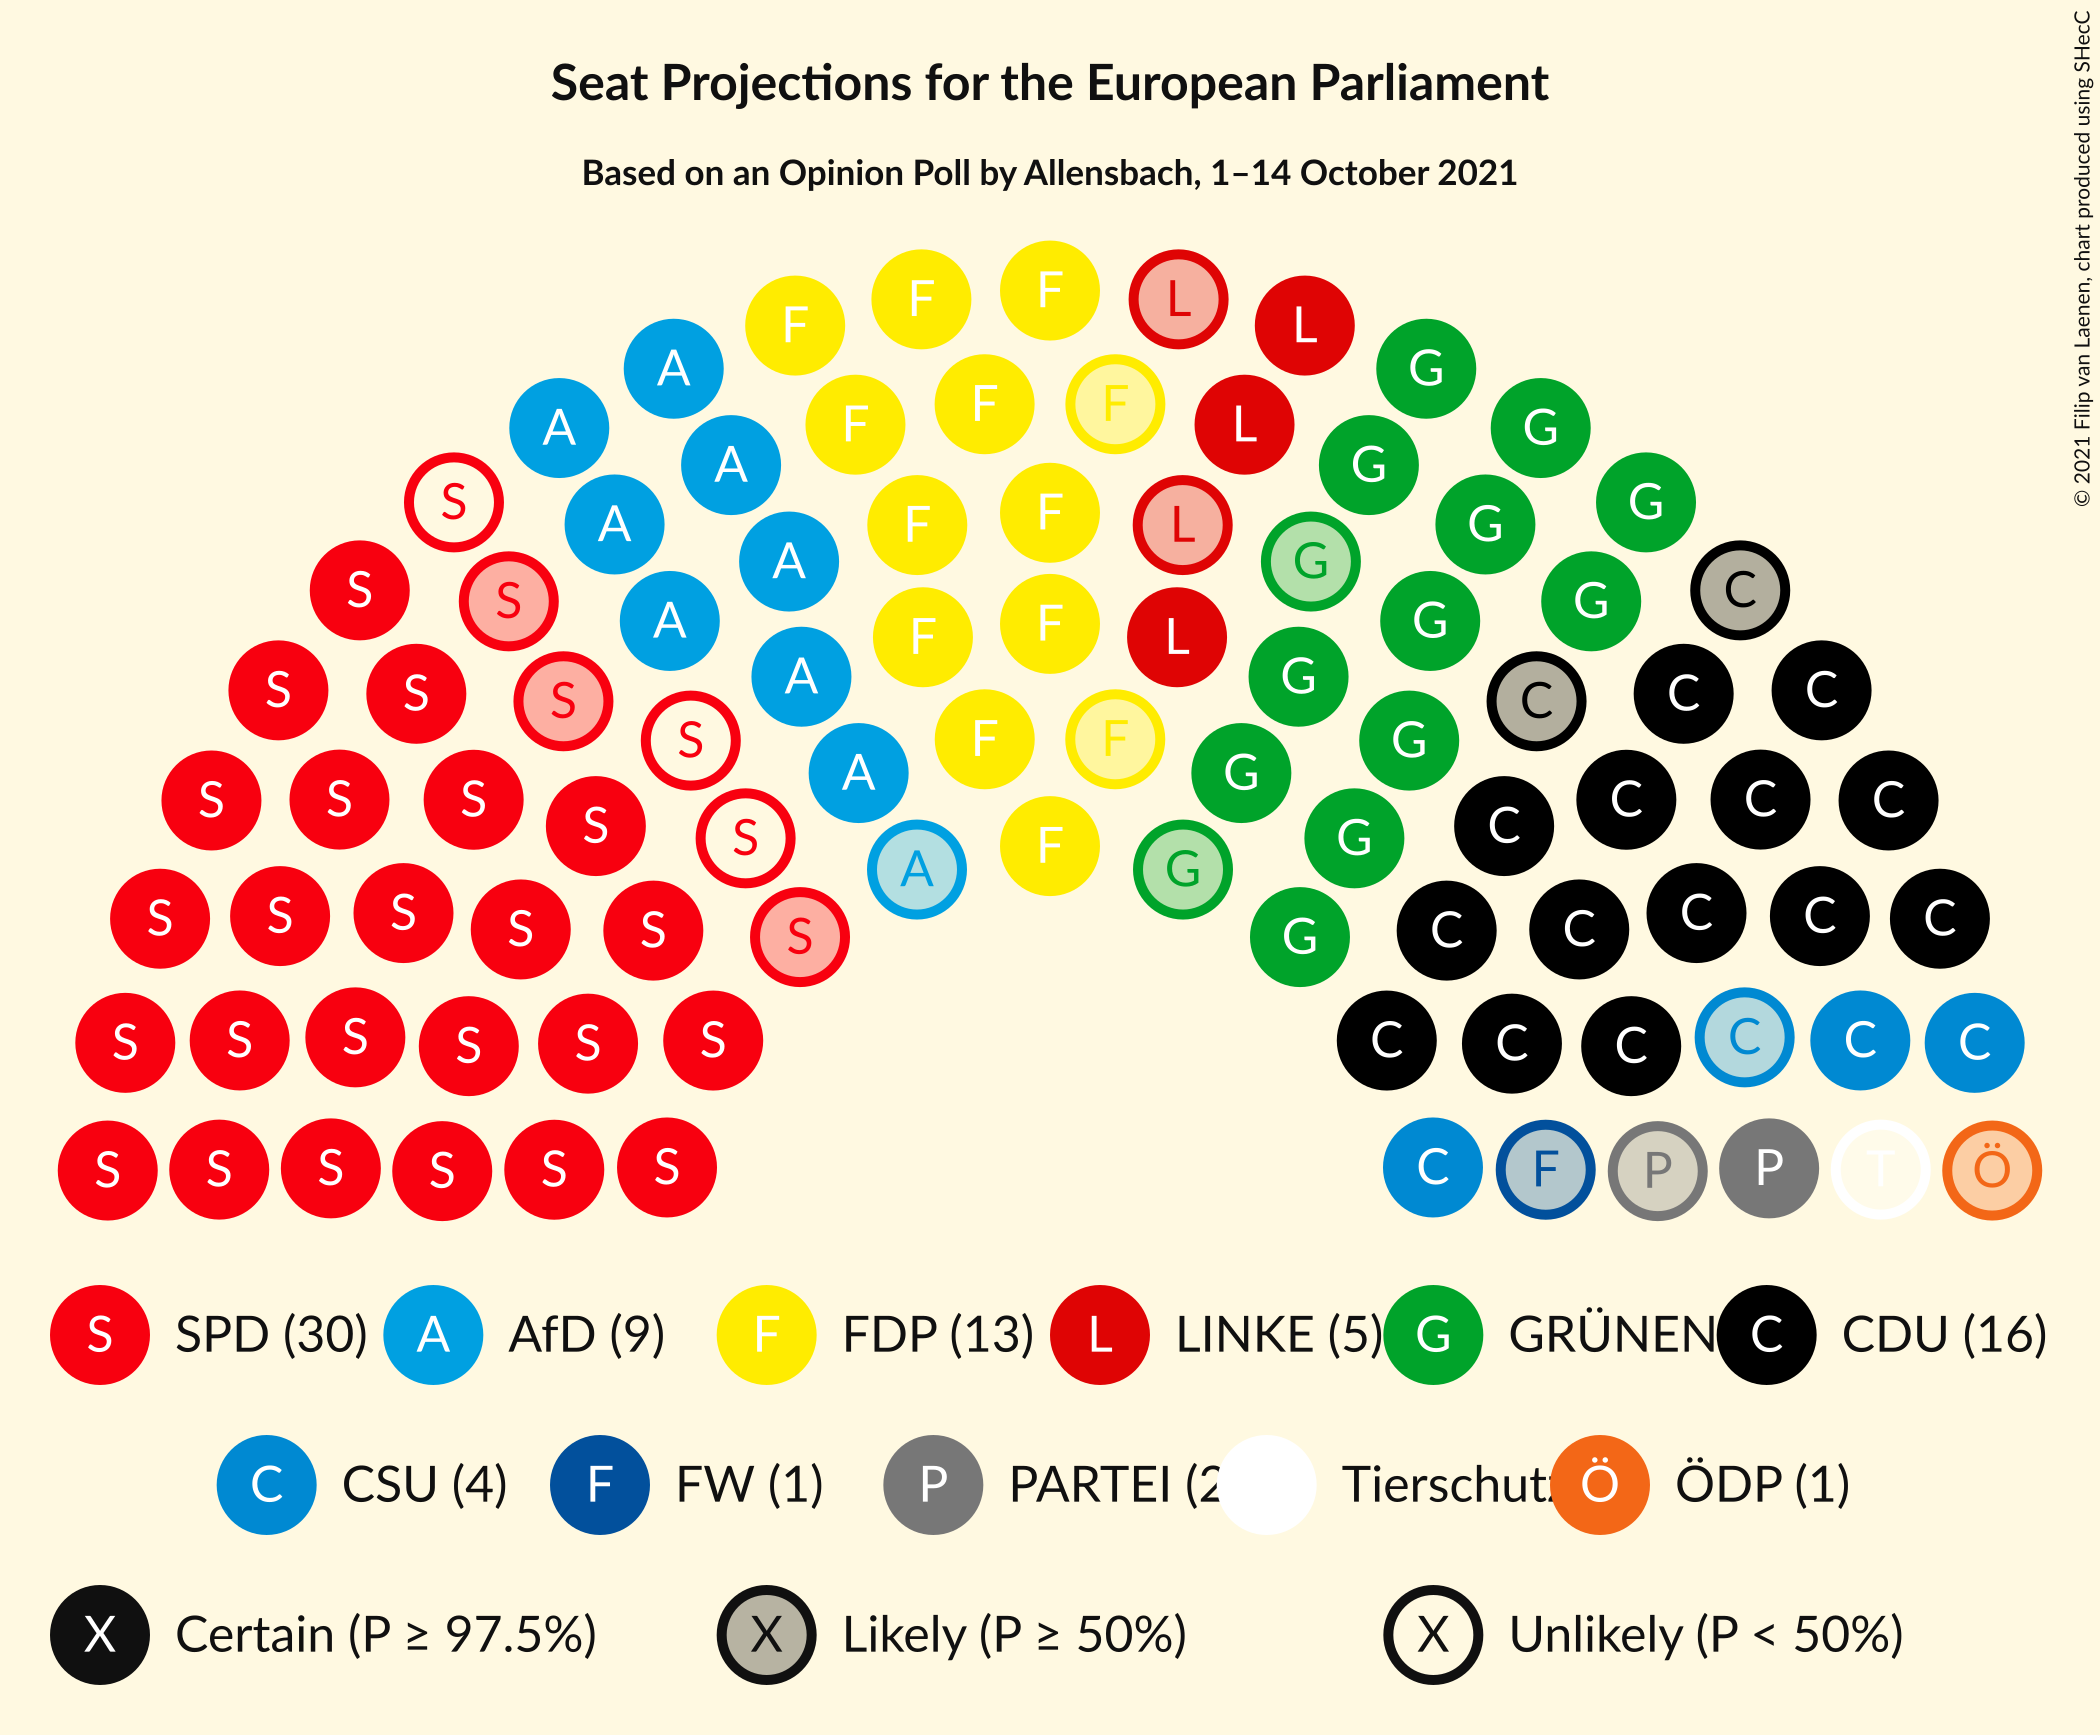 Seat Projections for the European Parliament
Based on an Opinion Poll by Allensbach, 1–14 October 2021
© 2021 Filip van Laenen, chart produced using SHecC
F F F L L
A A F F F L G G
S A A F F L G G G
S S A A F F L G G G C
S S S S A F F G G G C C C
S S S S S A F G G C C C C
S S S S S S G C C C C C
S S S S S S C C C C C C
S S S S S S C F P P T Ö
S SPD (30) A AfD (9) F FDP (13) L LINKE (5) G GRÜNEN C CDU (16)
C CSU (4) F FW (1) P PARTEI (2 Tierschutz Ö ÖDP (1)
X Certain (P ≥ 97.5%) X Likely (P ≥ 50%) X Unlikely (P < 50%)